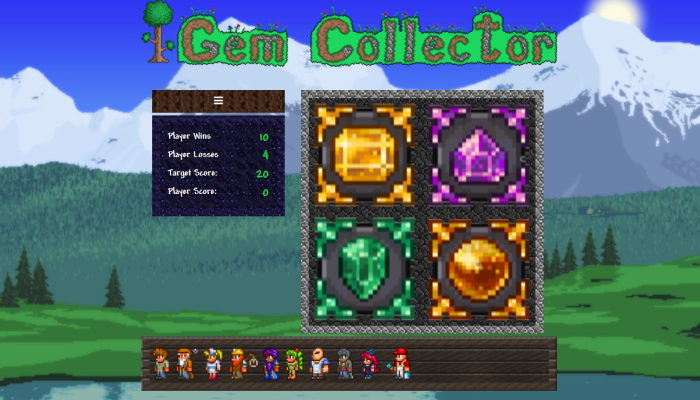 Gem Collector
Player Wins 10
Player Losses 4
Target Score: 20
Player Score: 0